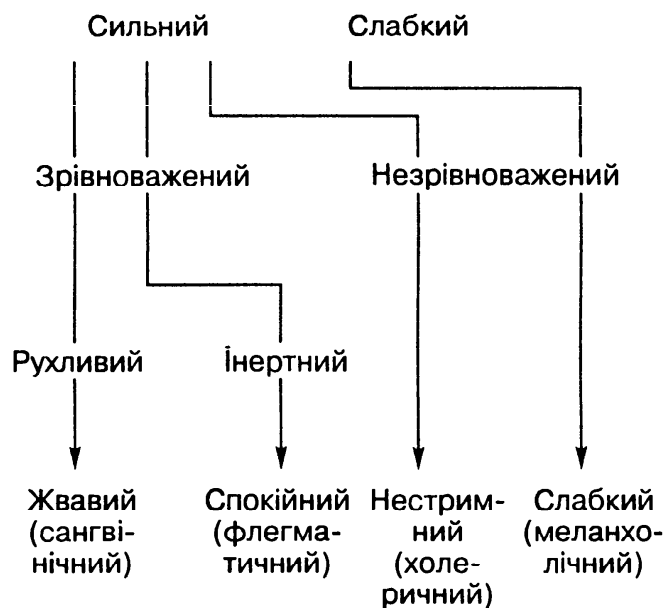 Сильний Слабкий
Зрівноважений Незрівноважений
Рухливий Інертний
Жвавий
(сангві-
нічний)
Спокійний
(флегма-
тичний)
Нестрим-
ний
(холе-
ричний)
Слабкий
(меланхо-
лічний)